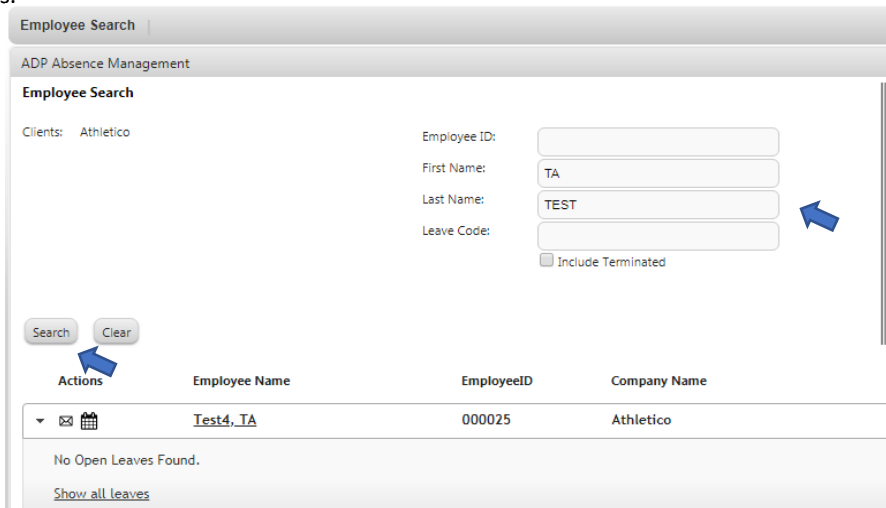 s.
Employee Search
ADP Absence Management
Employee Search
Clients: Athletico
Employee ID:
First Name: TA
Last Name: TEST
Leave Code:
Include Terminated
Search Clear
Actions Employee Name EmployeeID Company Name
Test4, TA 000025 Athletico
No Open Leaves Found.
Show all leaves